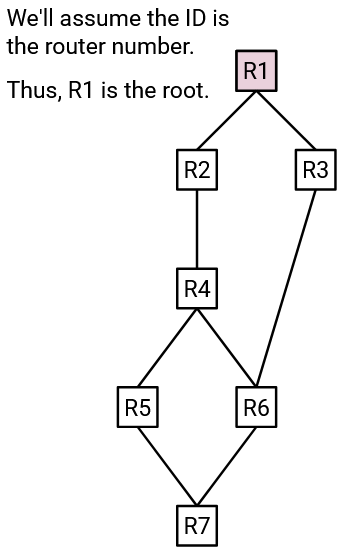 We'll assume the ID is
the router number.
Thus, R1 is the root.
R1
R2
R3
R4
R5
R6
R7